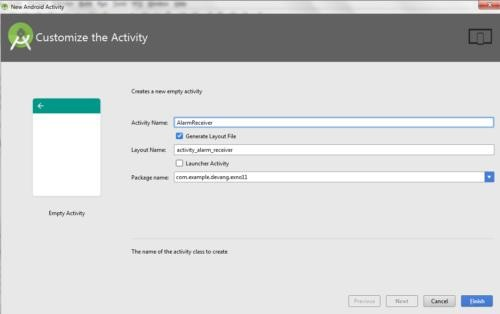 New Android Activity
Customize the Activity
Creates a new empty activity
Activity Name: AlarmReceiver
Generate Layout File
Layout Name: activity_alarm_receiver
Launcher Activity
Package name: com.example.devang.exno11
Empty Activity
The name of the activity class to create
Previous Next Cancel Finish